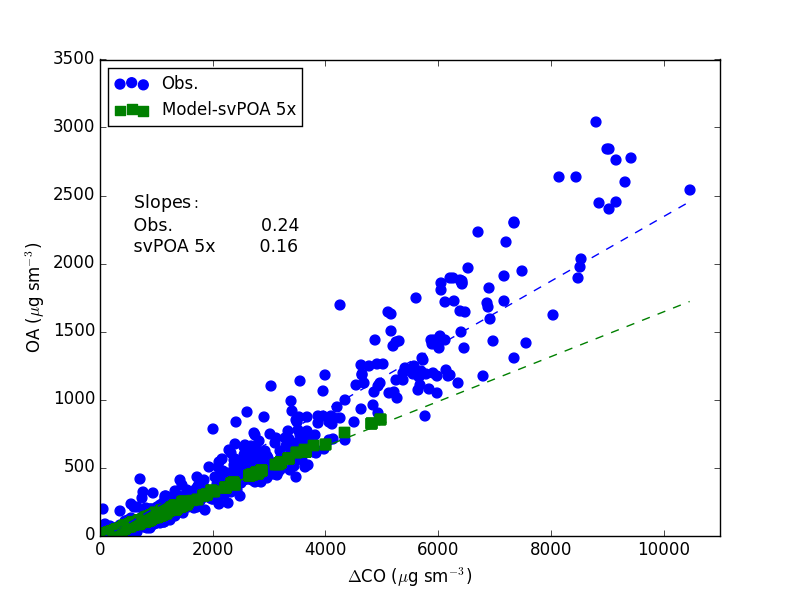 3500
3000
2500
2000
1500
1000
500
0
OA (μg sm⁻³)
Obs.
Model-svPOA 5x
Slopes:
Obs. 0.24
svPOA 5x 0.16
0 2000 4000 6000 8000 10000
ΔCO (μg sm⁻³)